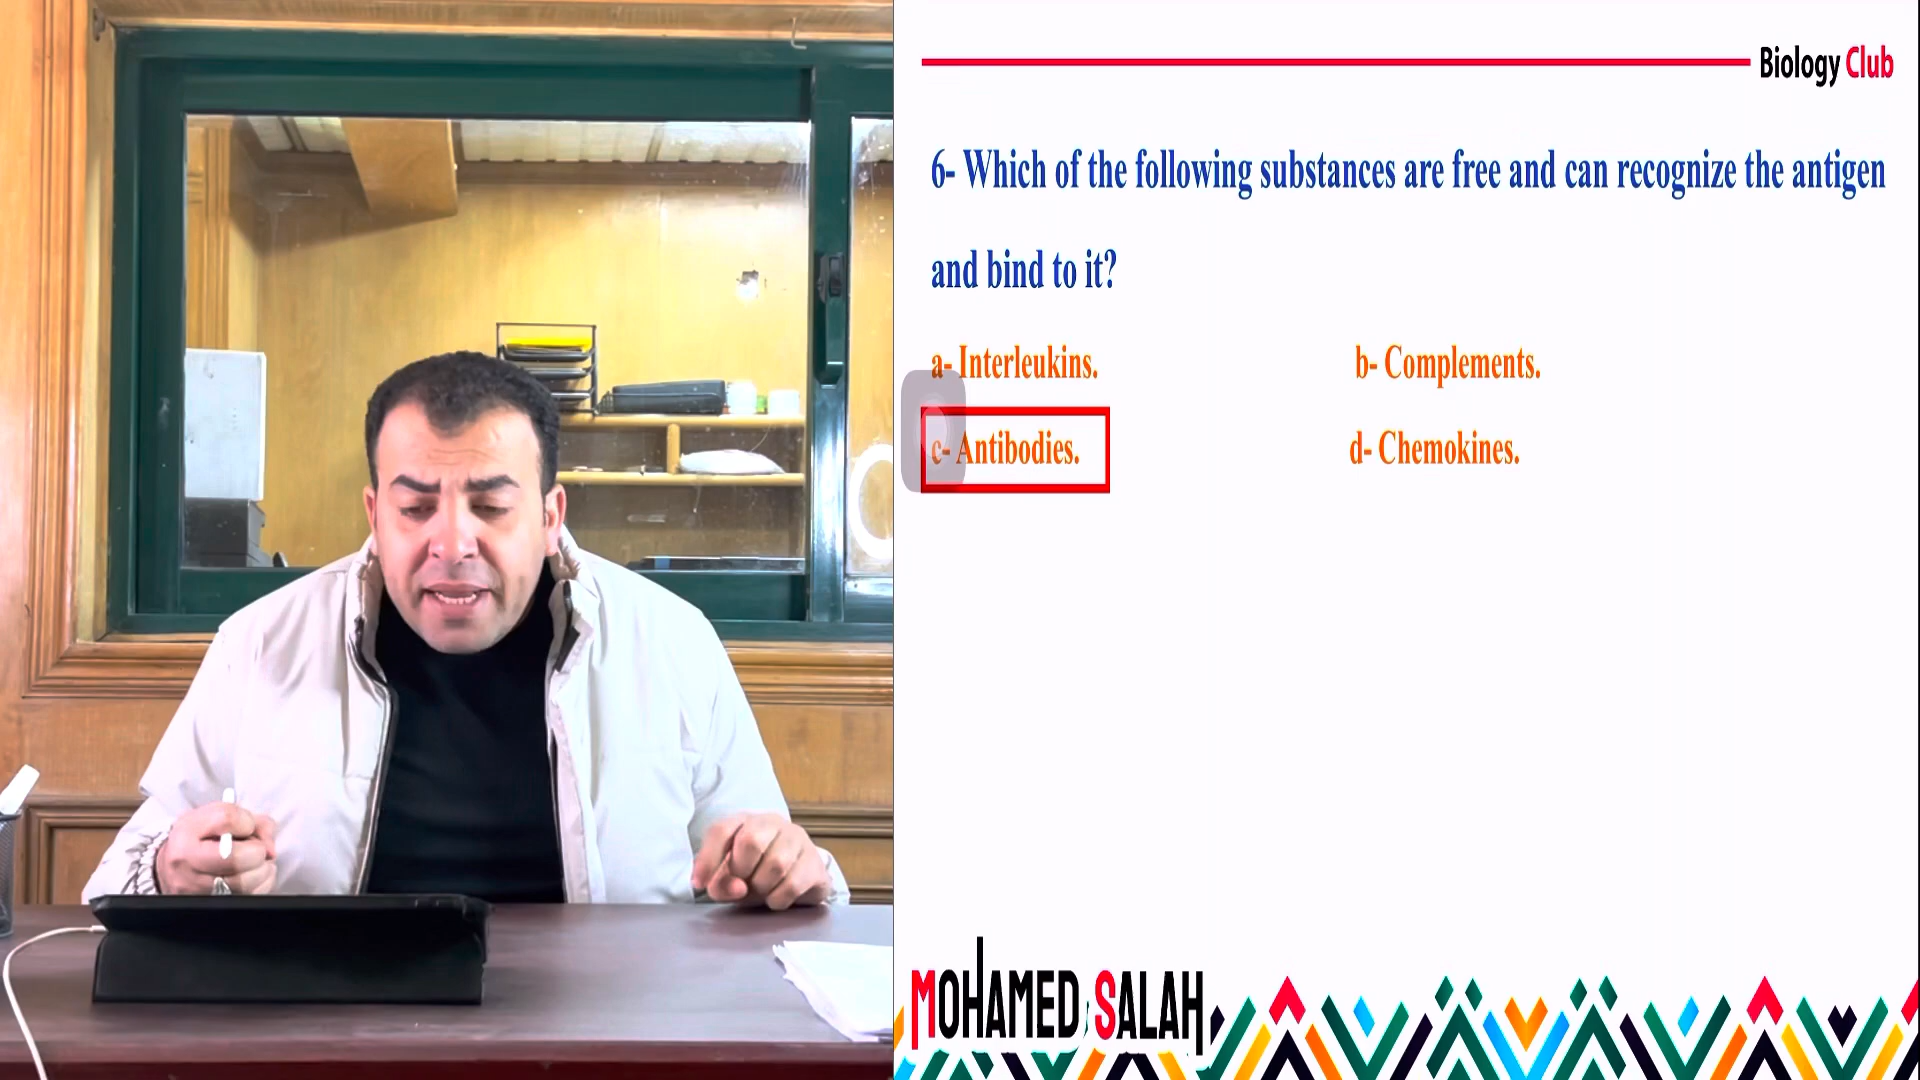 Biology Club
6- Which of the following substances are free and can recognize the antigen
and bind to it?
a- Interleukins.
b- Complements.
c- Antibodies.
d- Chemokines.
MOHAMED SALAH